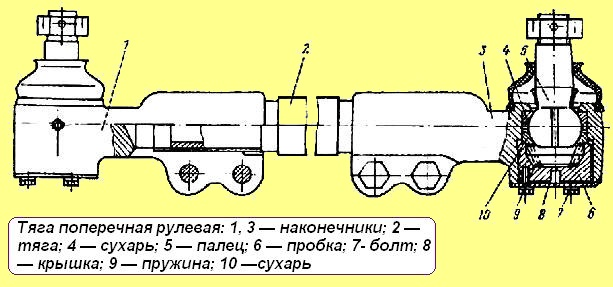 1 2 3 4 5
10 9 8 7 6
Тяга поперечная рулевая: 1, 3 — наконечники; 2 —
тяга; 4 — сухарь; 5 — палец; 6 — пробка; 7- болт; 8
— крышка; 9 — пружина; 10 —сухарь